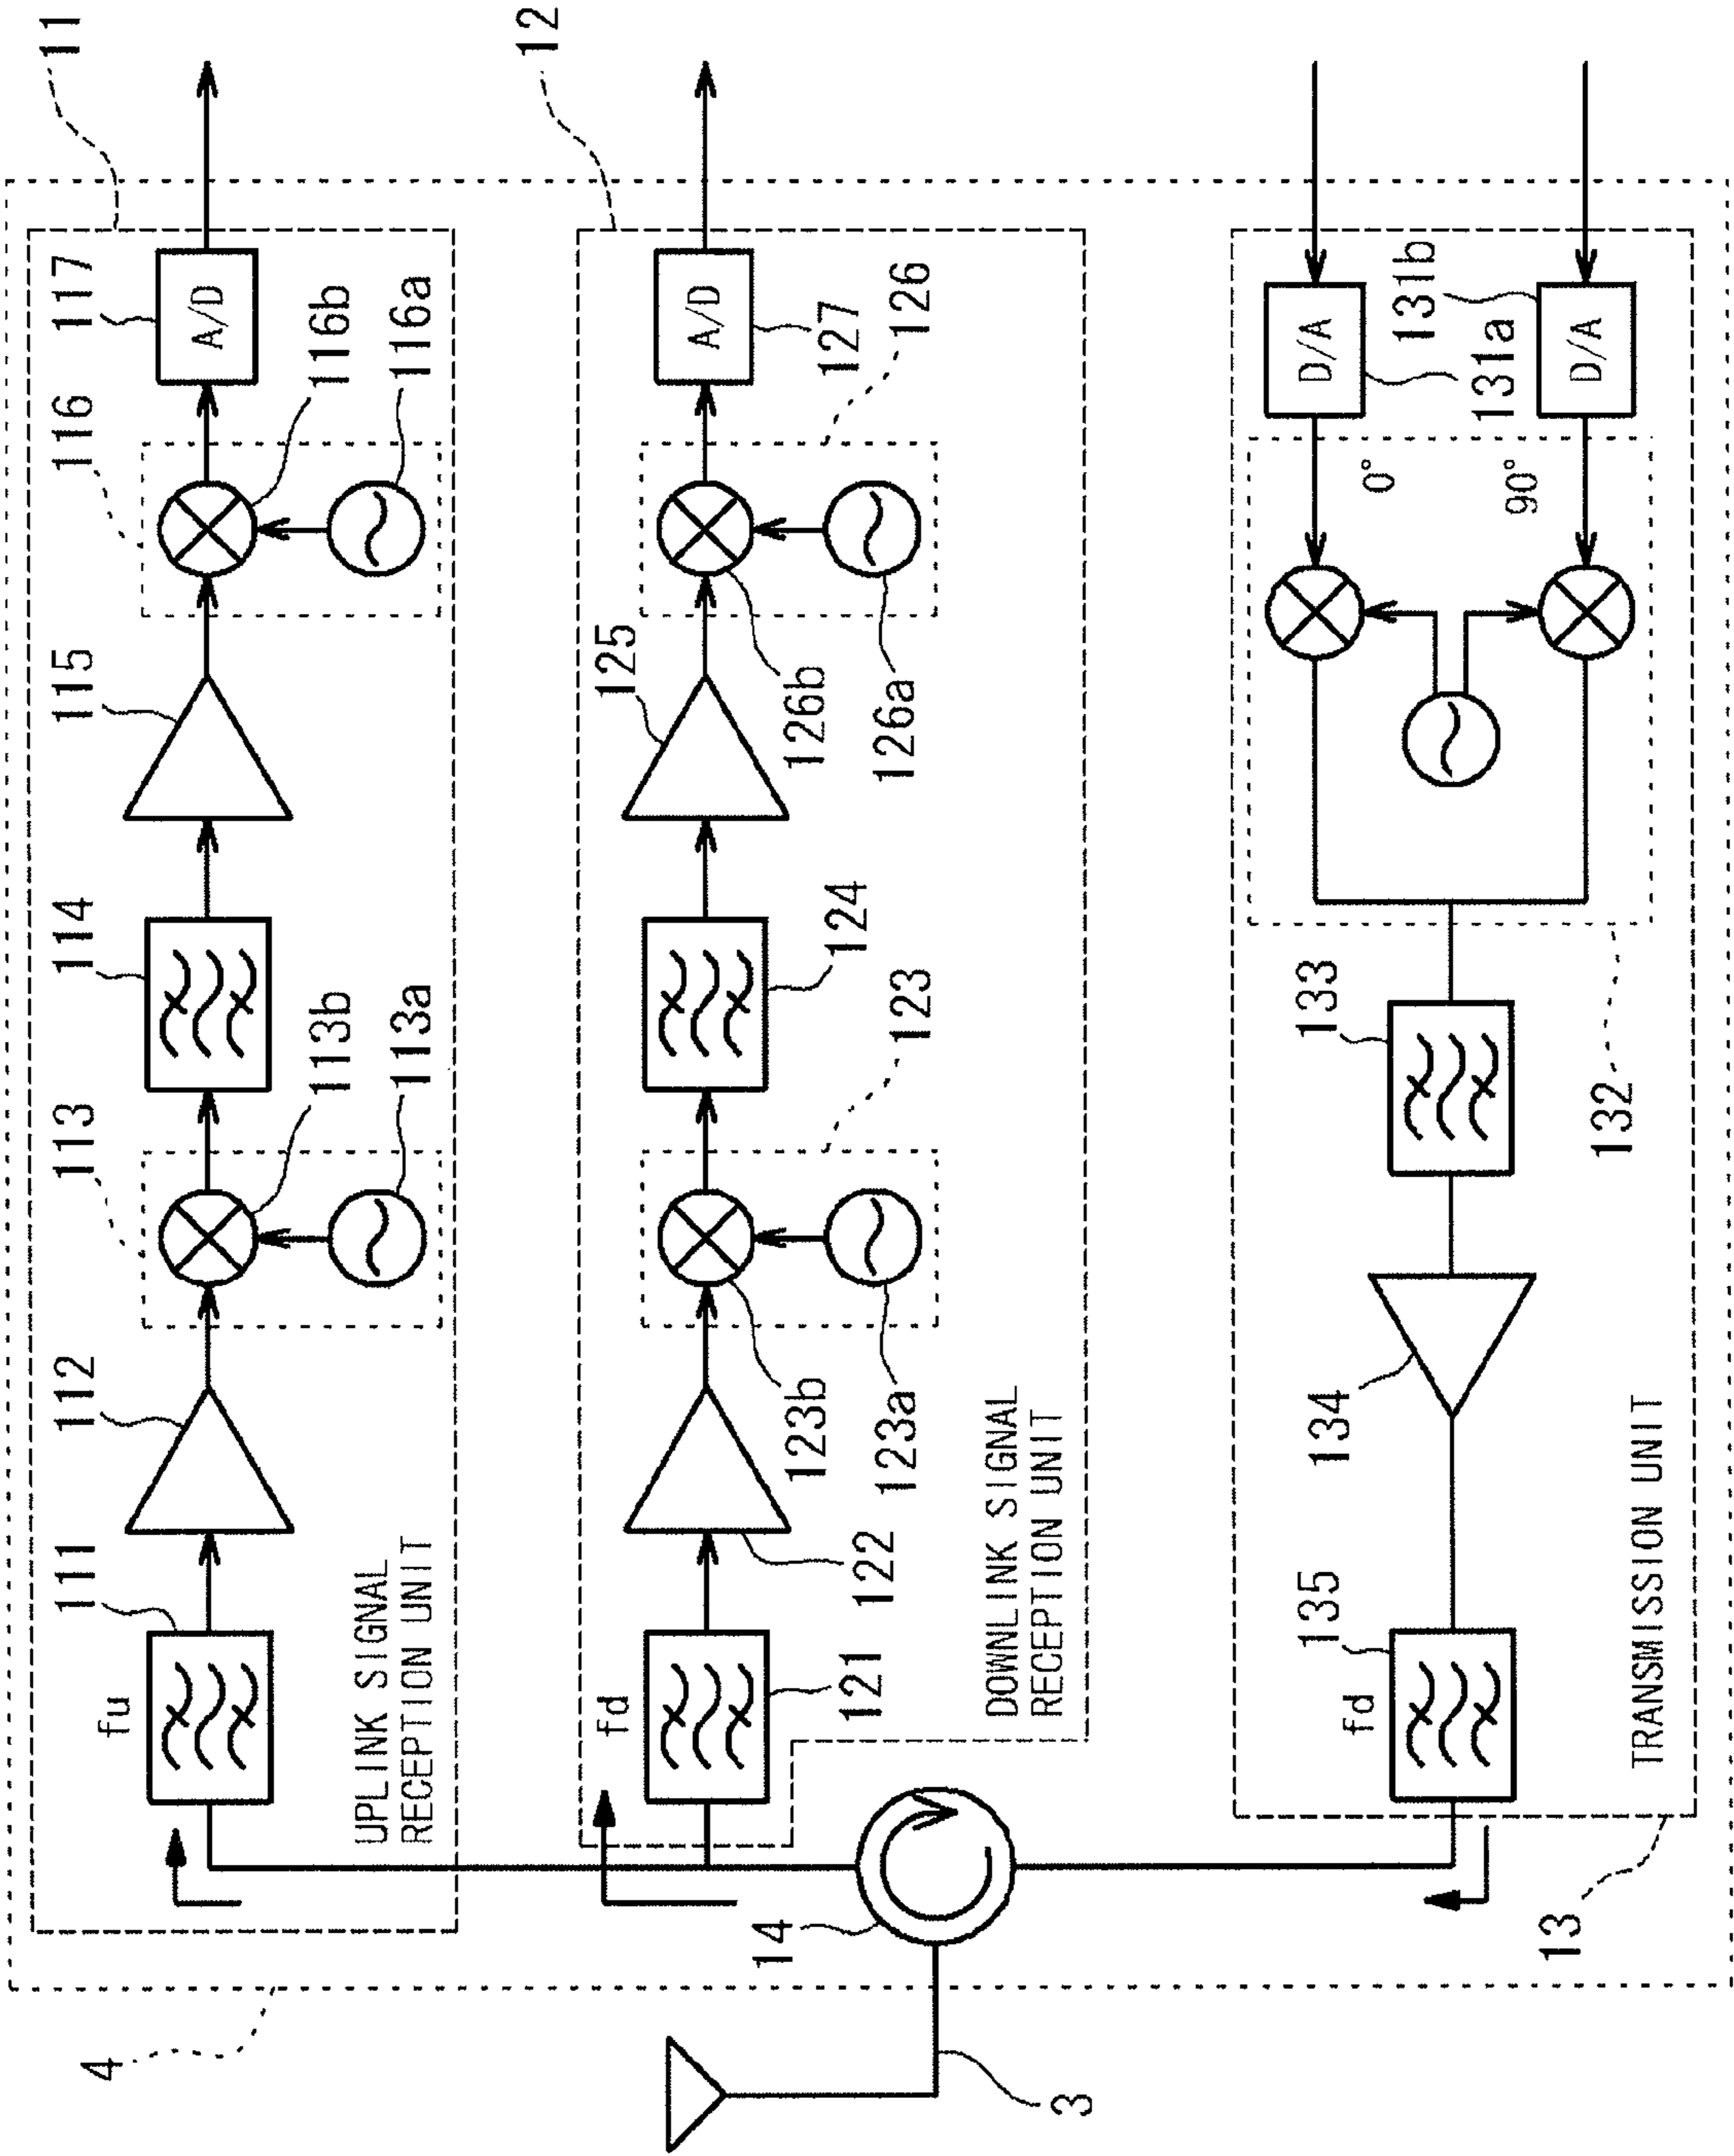 11
117
A/D
116b
116a
116
115
114
113b
113a
113
112
111
fu
UPLINK SIGNAL
RECEPTION UNIT
12
A/D
127
126
126b
126a
125
124
123
123b
123a
122
121
fd
DOWNLINK SIGNAL
RECEPTION UNIT
D/A
131a
131b
D/A
0°
90°
132
133
134
135
fd
TRANSMISSION UNIT
13
14
4
3